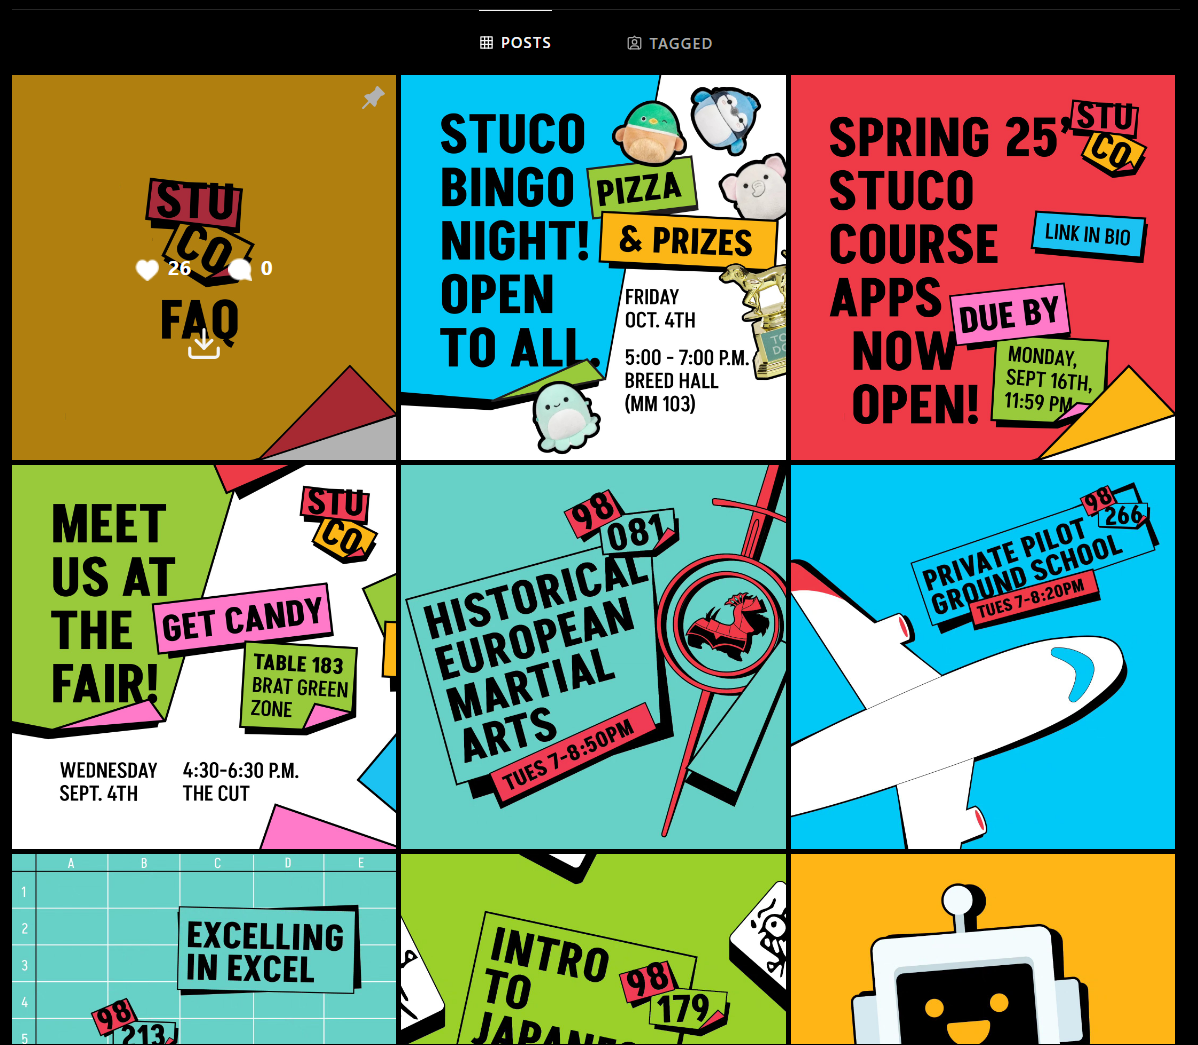 POSTS
TAGGED
STU
CO
26
0
FAQ
STUCO
BINGO
NIGHT!
OPEN
TO ALL.
PIZZA
& PRIZES
FRIDAY
OCT. 4TH
5:00 - 7:00 P.M.
BREED HALL
(MM 103)
SPRING 25'
STUCO
COURSE
APPS
NOW
OPEN!
STU
CO
LINK IN BIO
DUE BY
MONDAY,
SEPT 16TH,
11:59 PM
MEET
US AT
THE
FAIR!
STU
CO
GET CANDY
TABLE 183
BRAT GREEN
ZONE
WEDNESDAY
SEPT. 4TH
4:30-6:30 P.M.
THE CUT
98
081
HISTORICAL
EUROPEAN
MARTIAL
ARTS
TUES 7-8:50PM
98
266
PRIVATE PILOT
GROUND SCHOOL
TUES 7-8:20PM
A B C D E
1
2
3
4
5
EXCELLING
IN EXCEL
98
213
INTRO
TO
98
179